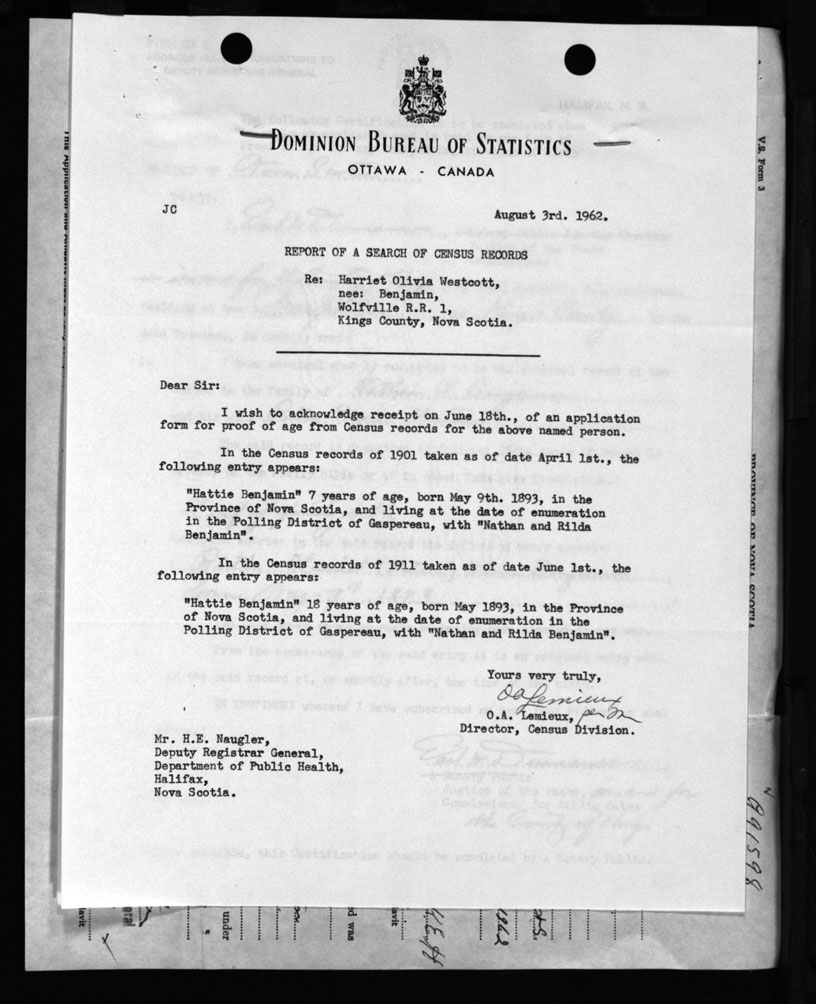 DOMINION BUREAU OF STATISTICS
OTTAWA - CANADA
JC
August 3rd. 1962.
REPORT OF A SEARCH OF CENSUS RECORDS
Re: Harriet Olivia Westcott,
nee: Benjamin,
Wolfville R.R. 1,
Kings County, Nova Scotia.
Dear Sir:
I wish to acknowledge receipt on June 18th., of an application
form for proof of age from Census records for the above named person.
In the Census records of 1901 taken as of date April 1st., the
following entry appears:
"Hattie Benjamin" 7 years of age, born May 9th. 1893, in the
Province of Nova Scotia, and living at the date of enumeration
in the Polling District of Gaspereau, with "Nathan and Rilda
Benjamin".
In the Census records of 1911 taken as of date June 1st., the
following entry appears:
"Hattie Benjamin" 18 years of age, born May 1893, in the Province
of Nova Scotia, and living at the date of enumeration in the
Polling District of Gaspereau, with "Nathan and Rilda Benjamin".
Yours very truly,
OALemieux
O.A. Lemieux, per
Director, Census Division.
Mr. H.E. Naugler,
Deputy Registrar General,
Department of Public Health,
Halifax,
Nova Scotia.
V.S. Form 3
PROVINCE OF NOVA SCOTIA
N
891598
under
d was
1962